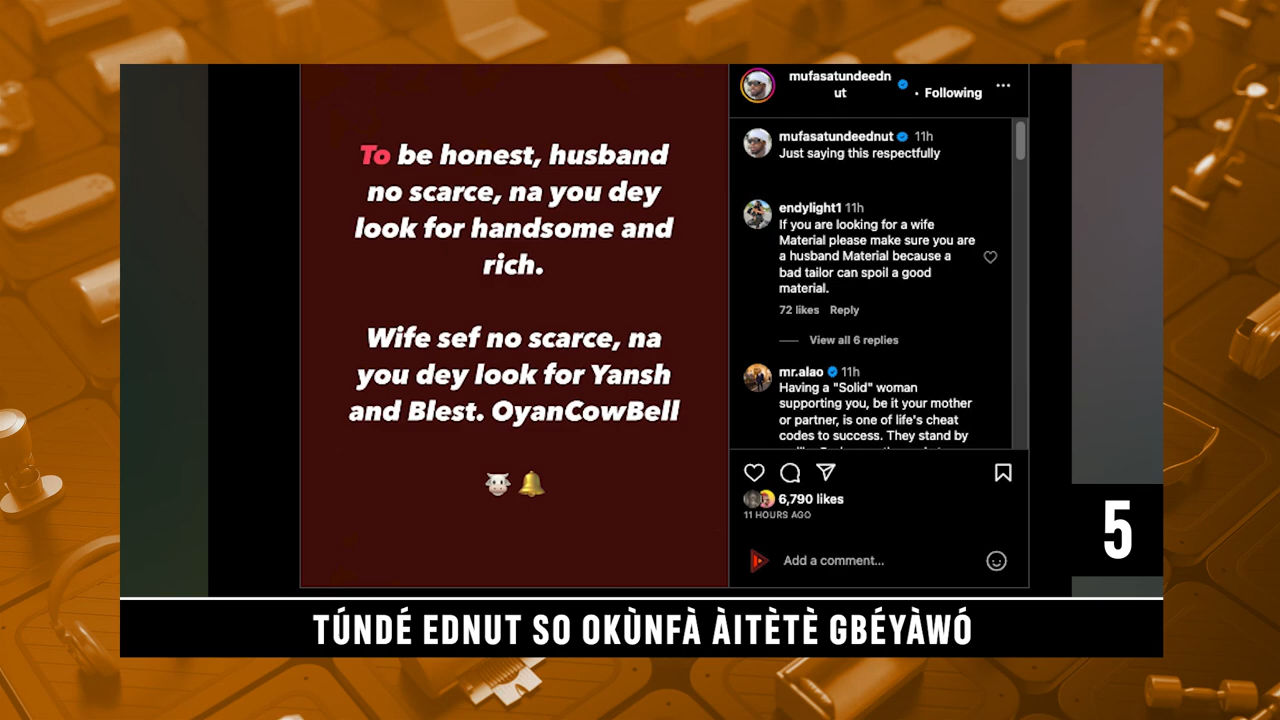 To be honest, husband
no scarce, na you dey
look for handsome and
rich.
Wife sef no scarce, na
you dey look for Yansh
and Blest. OyanCowBell
mufasatundeedn
ut
• Following
mufasatundeednut 11h
Just saying this respectfully
endylight1 11h
If you are looking for a wife
Material please make sure you are
a husband Material because a
bad tailor can spoil a good
material.
72 likes Reply
View all 6 replies
mr.alao 11h
Having a "Solid" woman
supporting you, be it your mother
or partner, is one of life's cheat
codes to success. They stand by
6,790 likes
11 HOURS AGO
Add a comment...
5
TÚNDÉ EDNUT SO OKÙNFÀ ÀITÈTÈ GBÉYÀWÓ